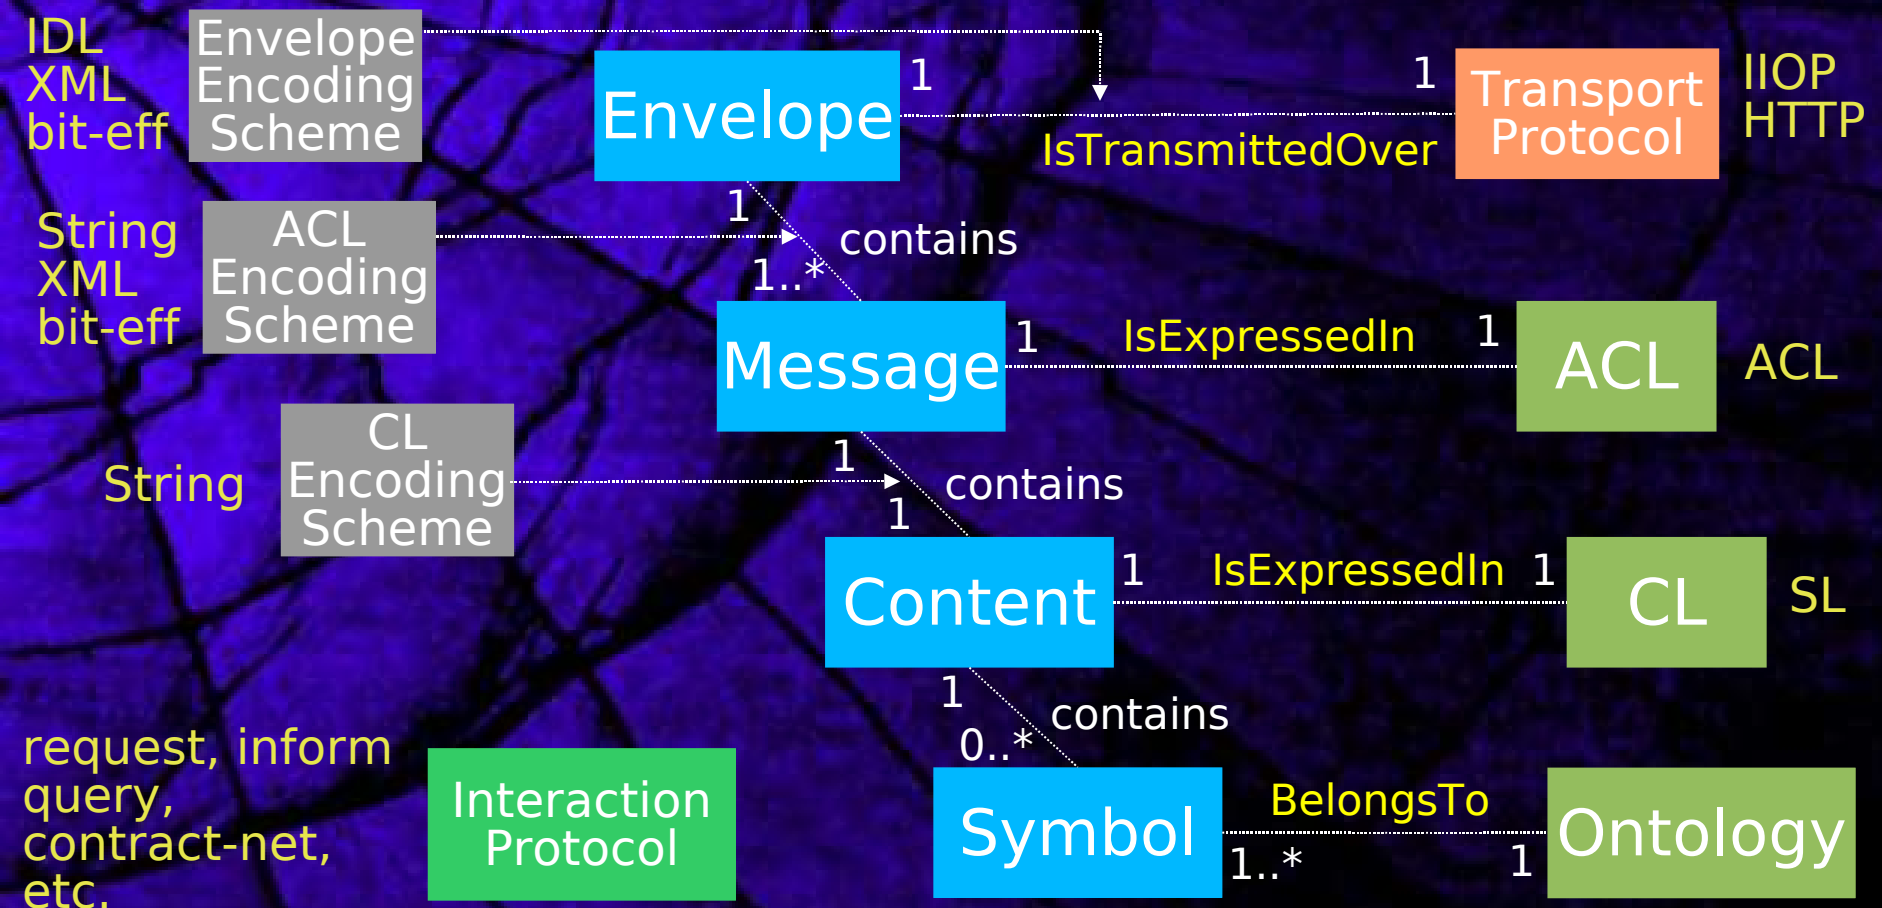 IDL
XML
bit-eff
Envelope
Encoding
Scheme
Envelope
1
1
IsTransmittedOver
Transport
Protocol
IIOP
HTTP
1
contains
1..*
String
XML
bit-eff
ACL
Encoding
Scheme
Message
1
IsExpressedIn
1
ACL
ACL
1
contains
1
String
CL
Encoding
Scheme
Content
1
IsExpressedIn
1
CL
SL
1
contains
0..*
request, inform
query,
contract-net,
etc.
Interaction
Protocol
Symbol
BelongsTo
1..*
1
Ontology